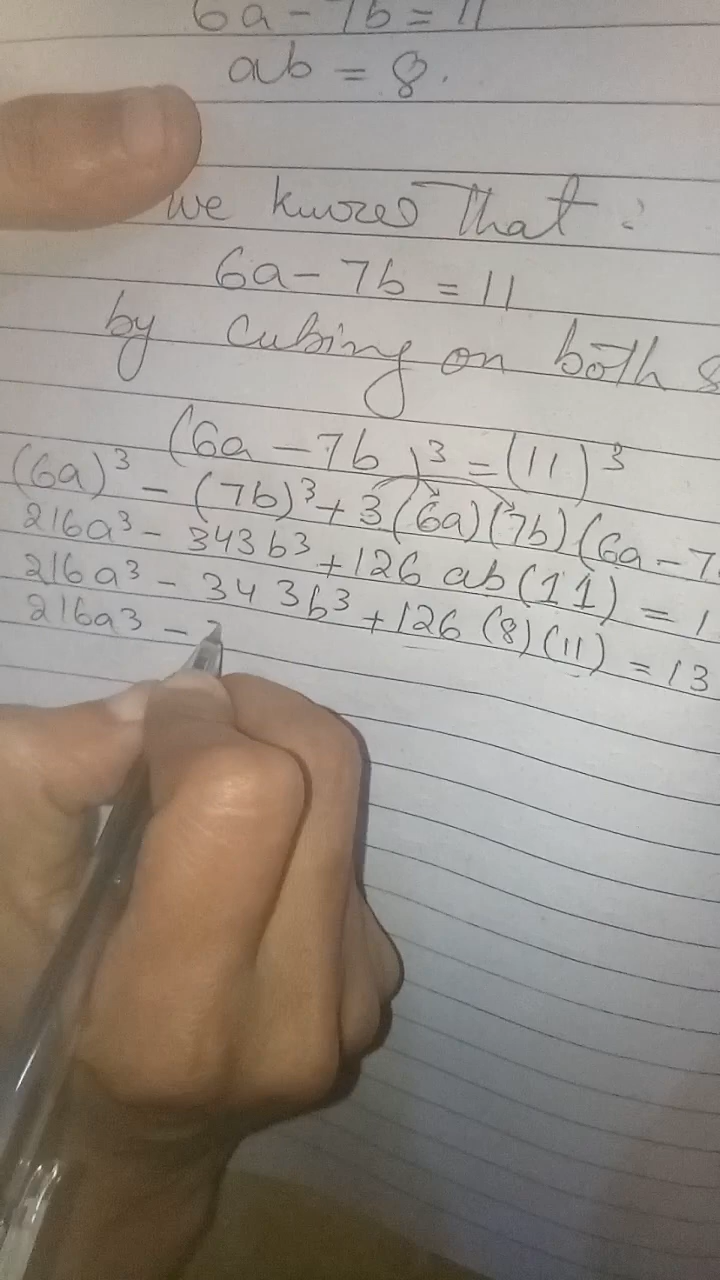 6a - 7b = 11
ab = 8.
we knows That :
6a - 7b = 11
by cubing on both s
(6a - 7b)³ = (11)³
(6a)³ - (7b)³ + 3(6a)(7b)(6a - 7
216a³ - 343b³ + 126 ab(11) = 1
216a³ - 343b³ + 126 (8)(11) = 13
216a3 -